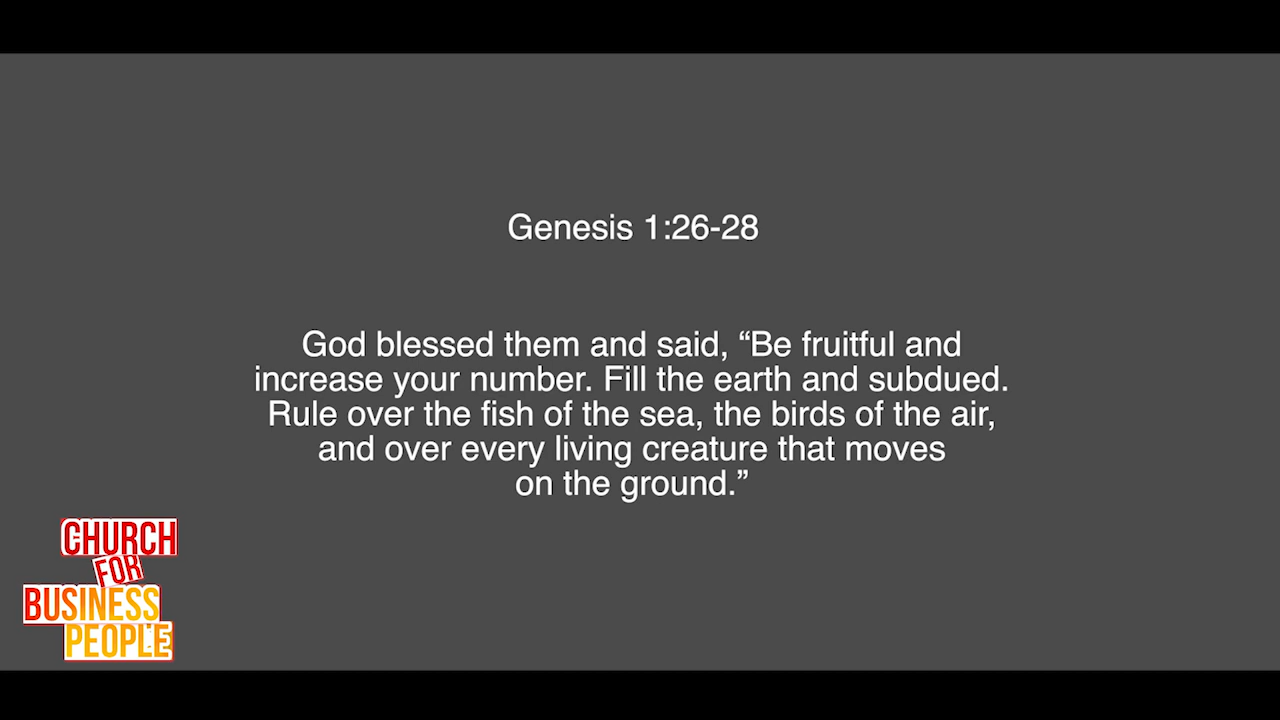 Genesis 1:26-28
God blessed them and said, “Be fruitful and
increase your number. Fill the earth and subdued.
Rule over the fish of the sea, the birds of the air,
and over every living creature that moves
on the ground.”
CHURCH
FOR
BUSINESS
PEOPLE